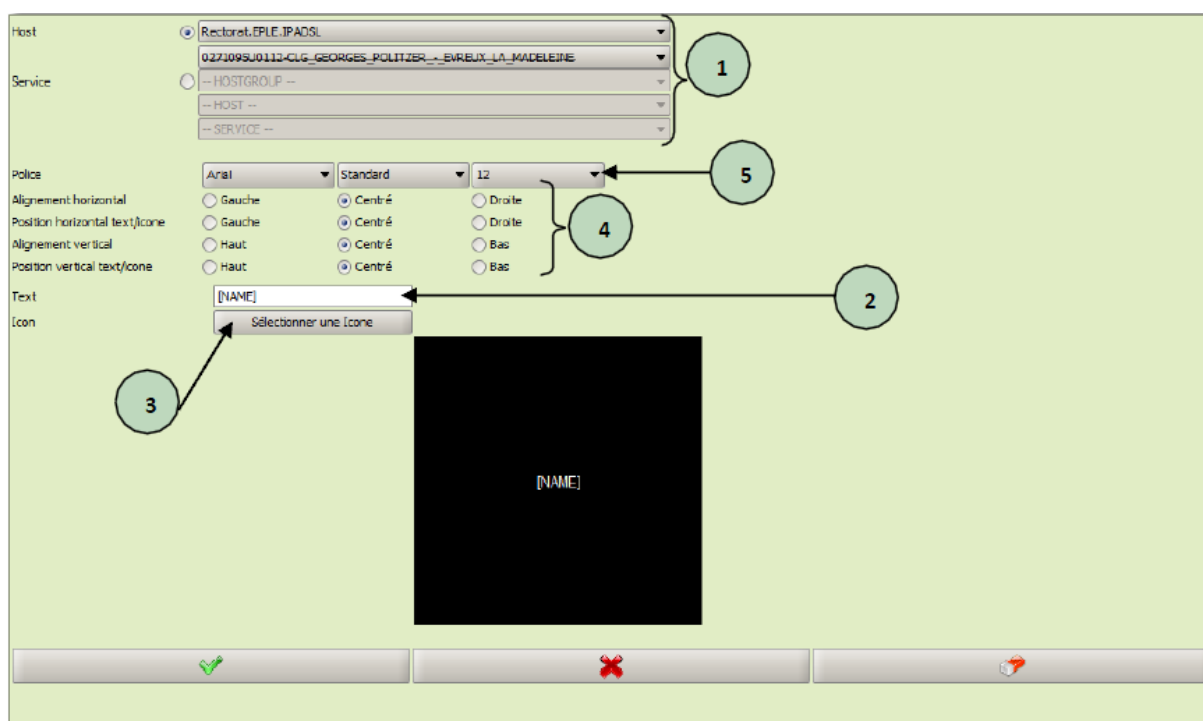 Host Rectorat.EPLE.IPADSL
0271095U0112-CLG_GEORGES_POLITZER_-_EVREUX_LA_MADELEINE
1
Service -- HOSTGROUP --
-- HOST --
-- SERVICE --
Police Arial Standard 12
5
Alignement horizontal Gauche Centré Droite
Position horizontal text/icone Gauche Centré Droite
4
Alignement vertical Haut Centré Bas
Position vertical text/icone Haut Centré Bas
Text [NAME]
2
Icon Sélectionner une Icone
3
[NAME]